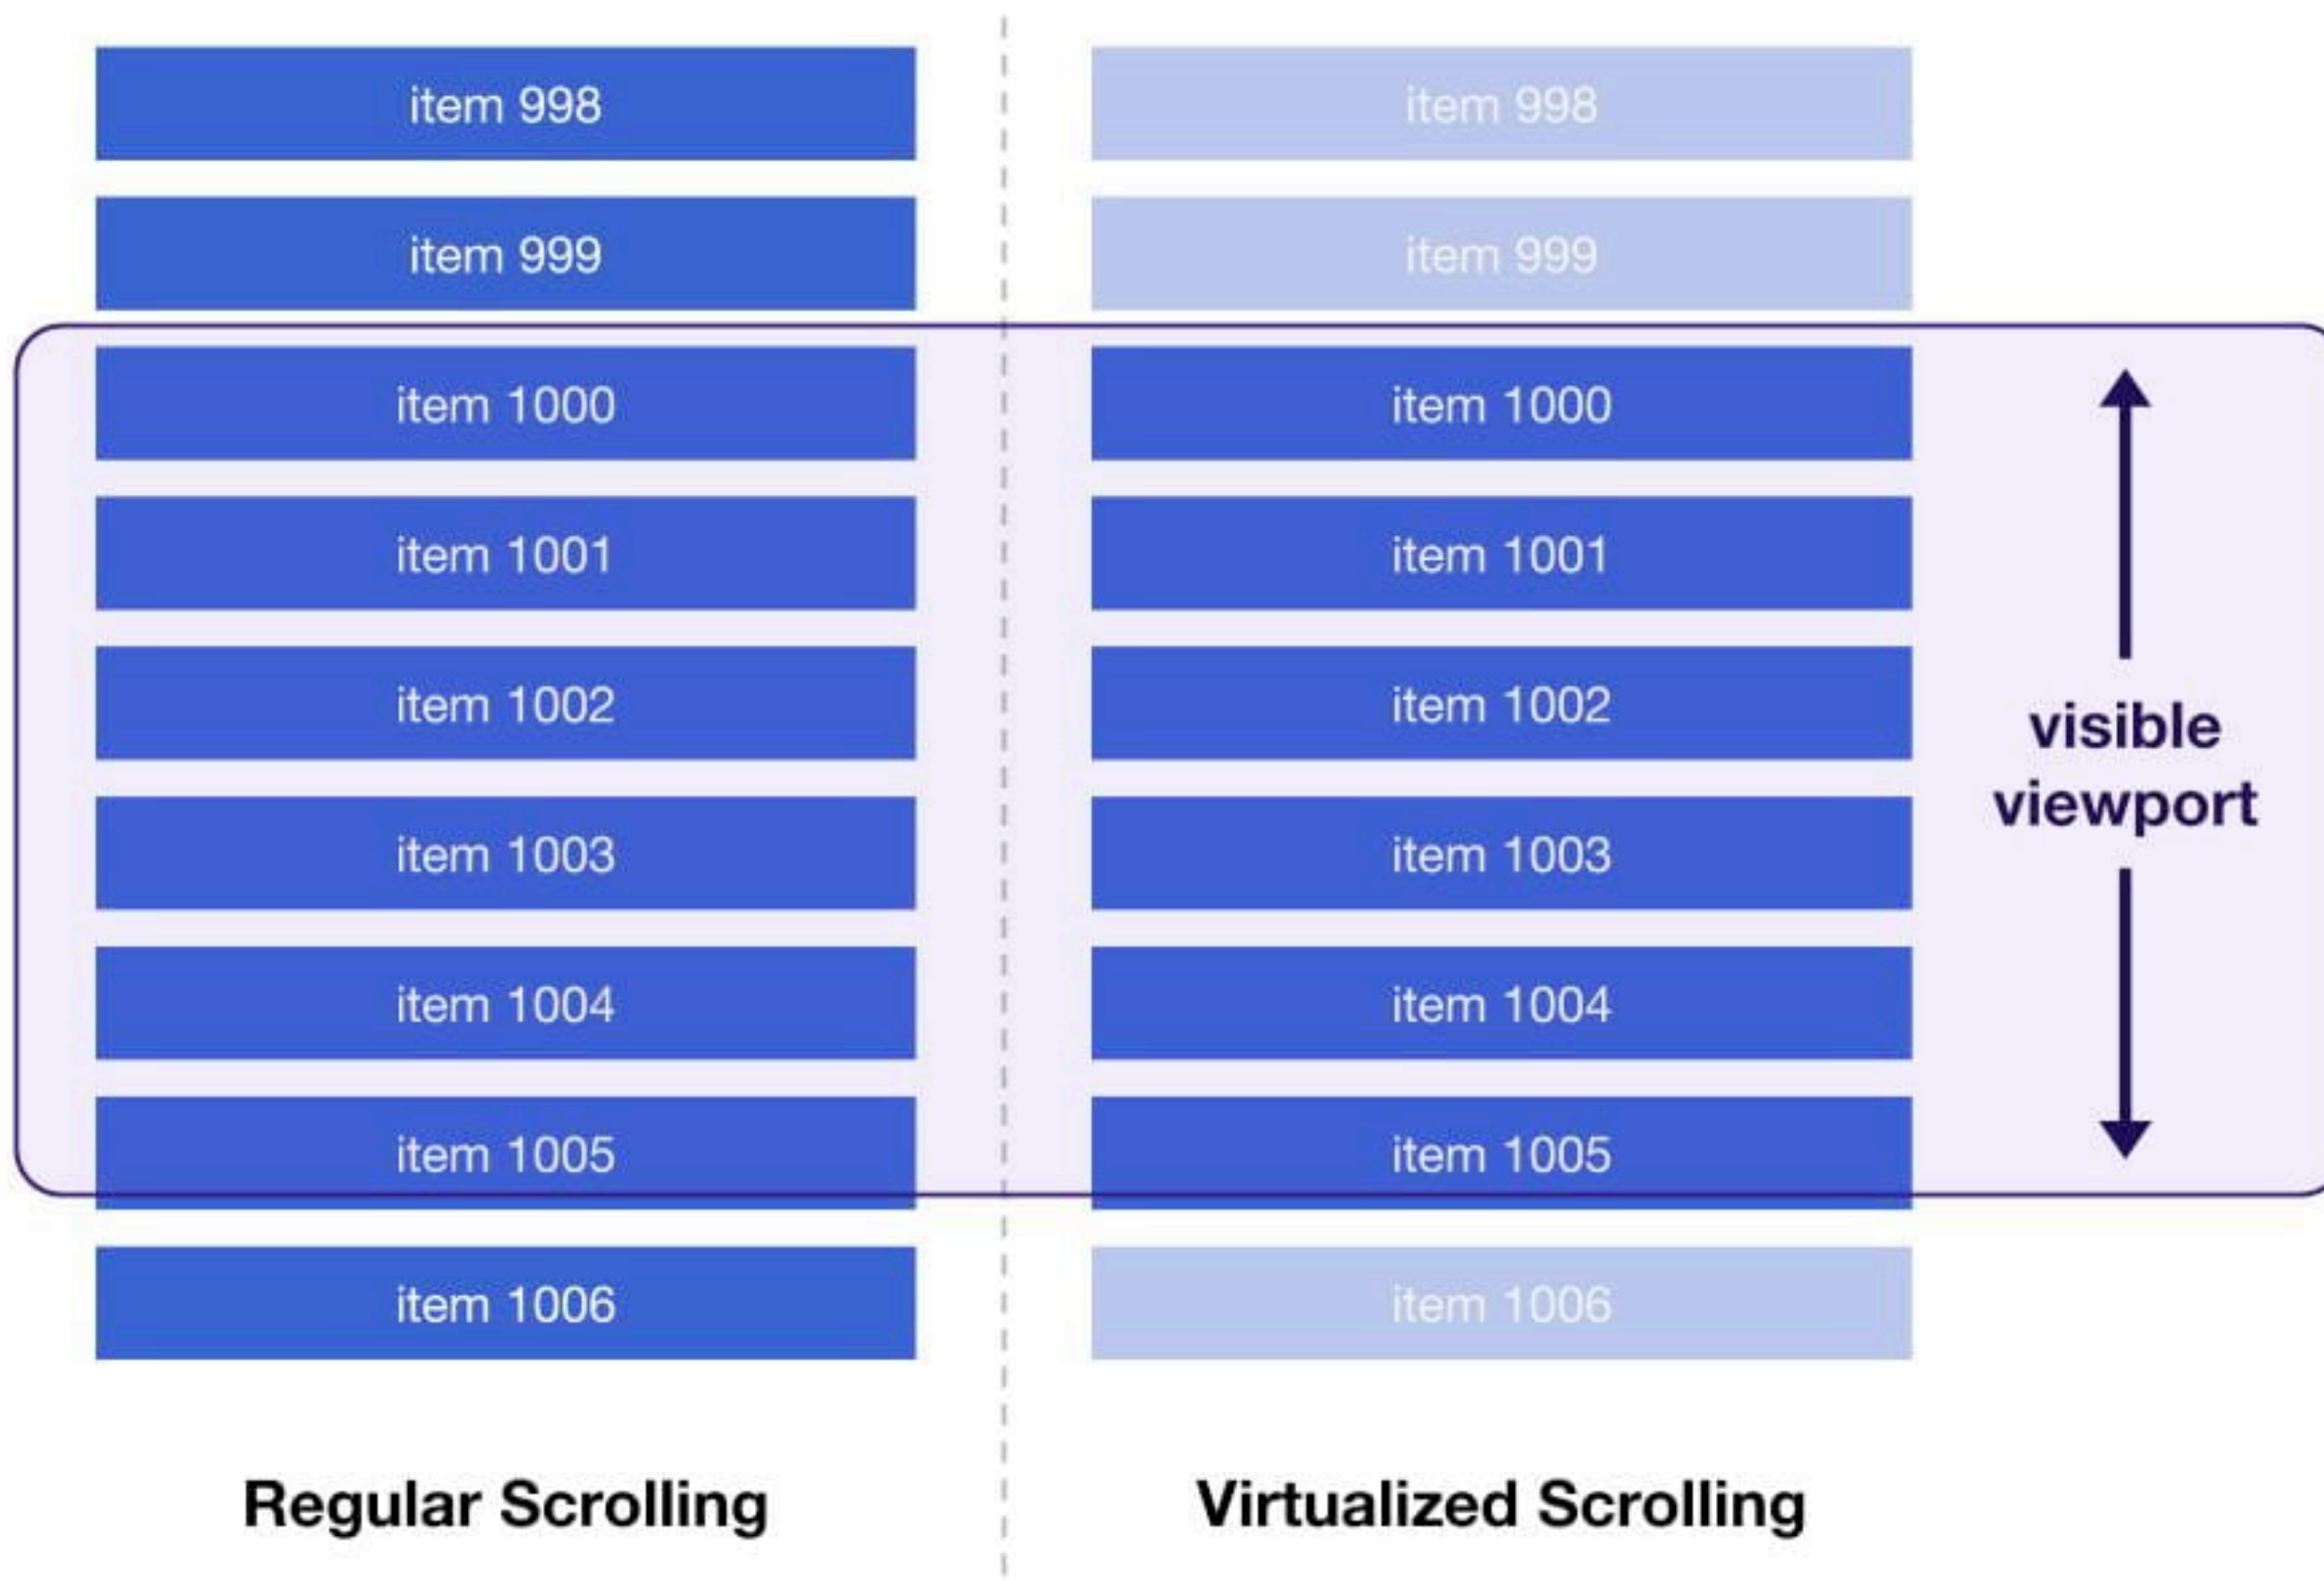 item 998
item 999
item 1000
item 1001
item 1002
item 1003
item 1004
item 1005
item 1006
Regular Scrolling
item 998
item 999
item 1000
item 1001
item 1002
item 1003
item 1004
item 1005
item 1006
Virtualized Scrolling
visible
viewport